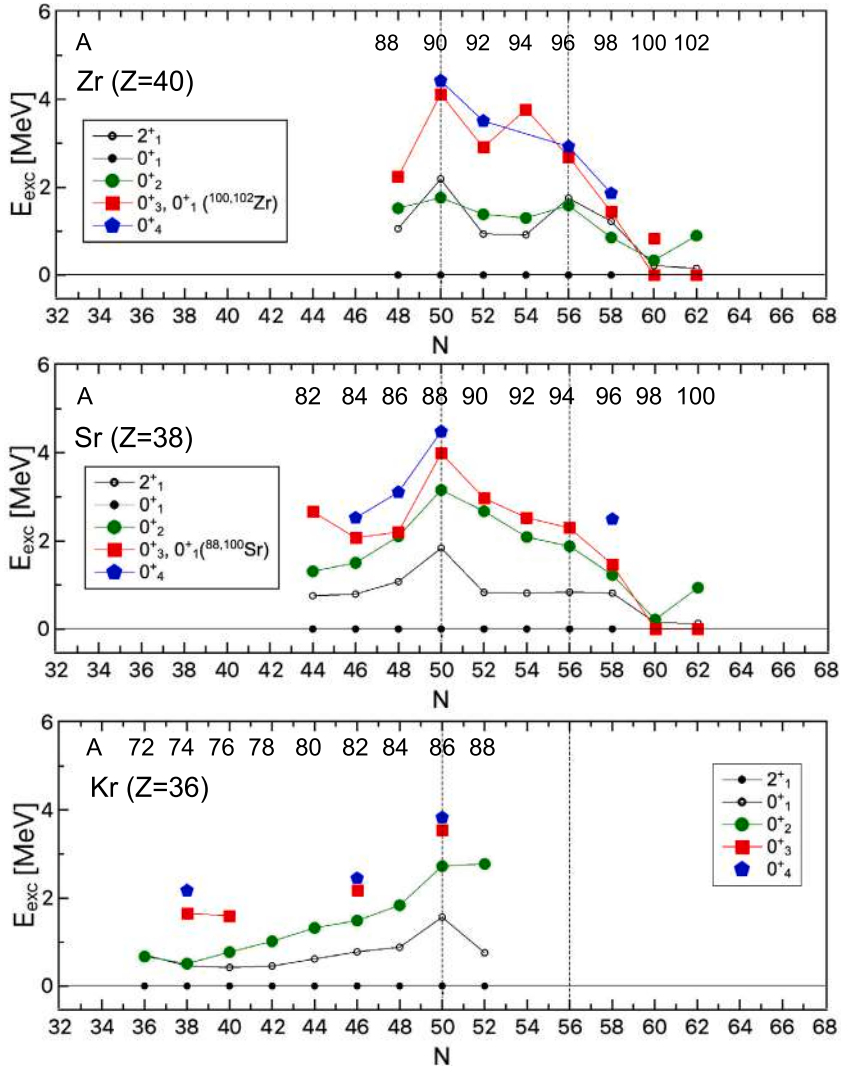 6
4
2
0
E_exc [MeV]
A 88 90 92 94 96 98 100 102
Zr (Z=40)
2⁺₁
0⁺₁
0⁺₂
0⁺₃, 0⁺₁ (¹⁰⁰,¹⁰²Zr)
0⁺₄
32 34 36 38 40 42 44 46 48 50 52 54 56 58 60 62 64 66 68
N
6
4
2
0
E_exc [MeV]
A 82 84 86 88 90 92 94 96 98 100
Sr (Z=38)
2⁺₁
0⁺₁
0⁺₂
0⁺₃, 0⁺₁(⁸⁸,¹⁰⁰Sr)
0⁺₄
32 34 36 38 40 42 44 46 48 50 52 54 56 58 60 62 64 66 68
N
6
4
2
0
E_exc [MeV]
A 72 74 76 78 80 82 84 86 88
Kr (Z=36)
2⁺₁
0⁺₁
0⁺₂
0⁺₃
0⁺₄
32 34 36 38 40 42 44 46 48 50 52 54 56 58 60 62 64 66 68
N